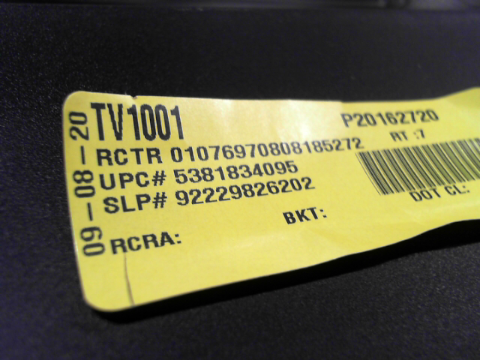 09-08-20
TV1001
P20162720
RCTR 01076970808185272
RT :7
UPC# 5381834095
SLP# 92229826202
DOT CL:
BKT:
RCRA: